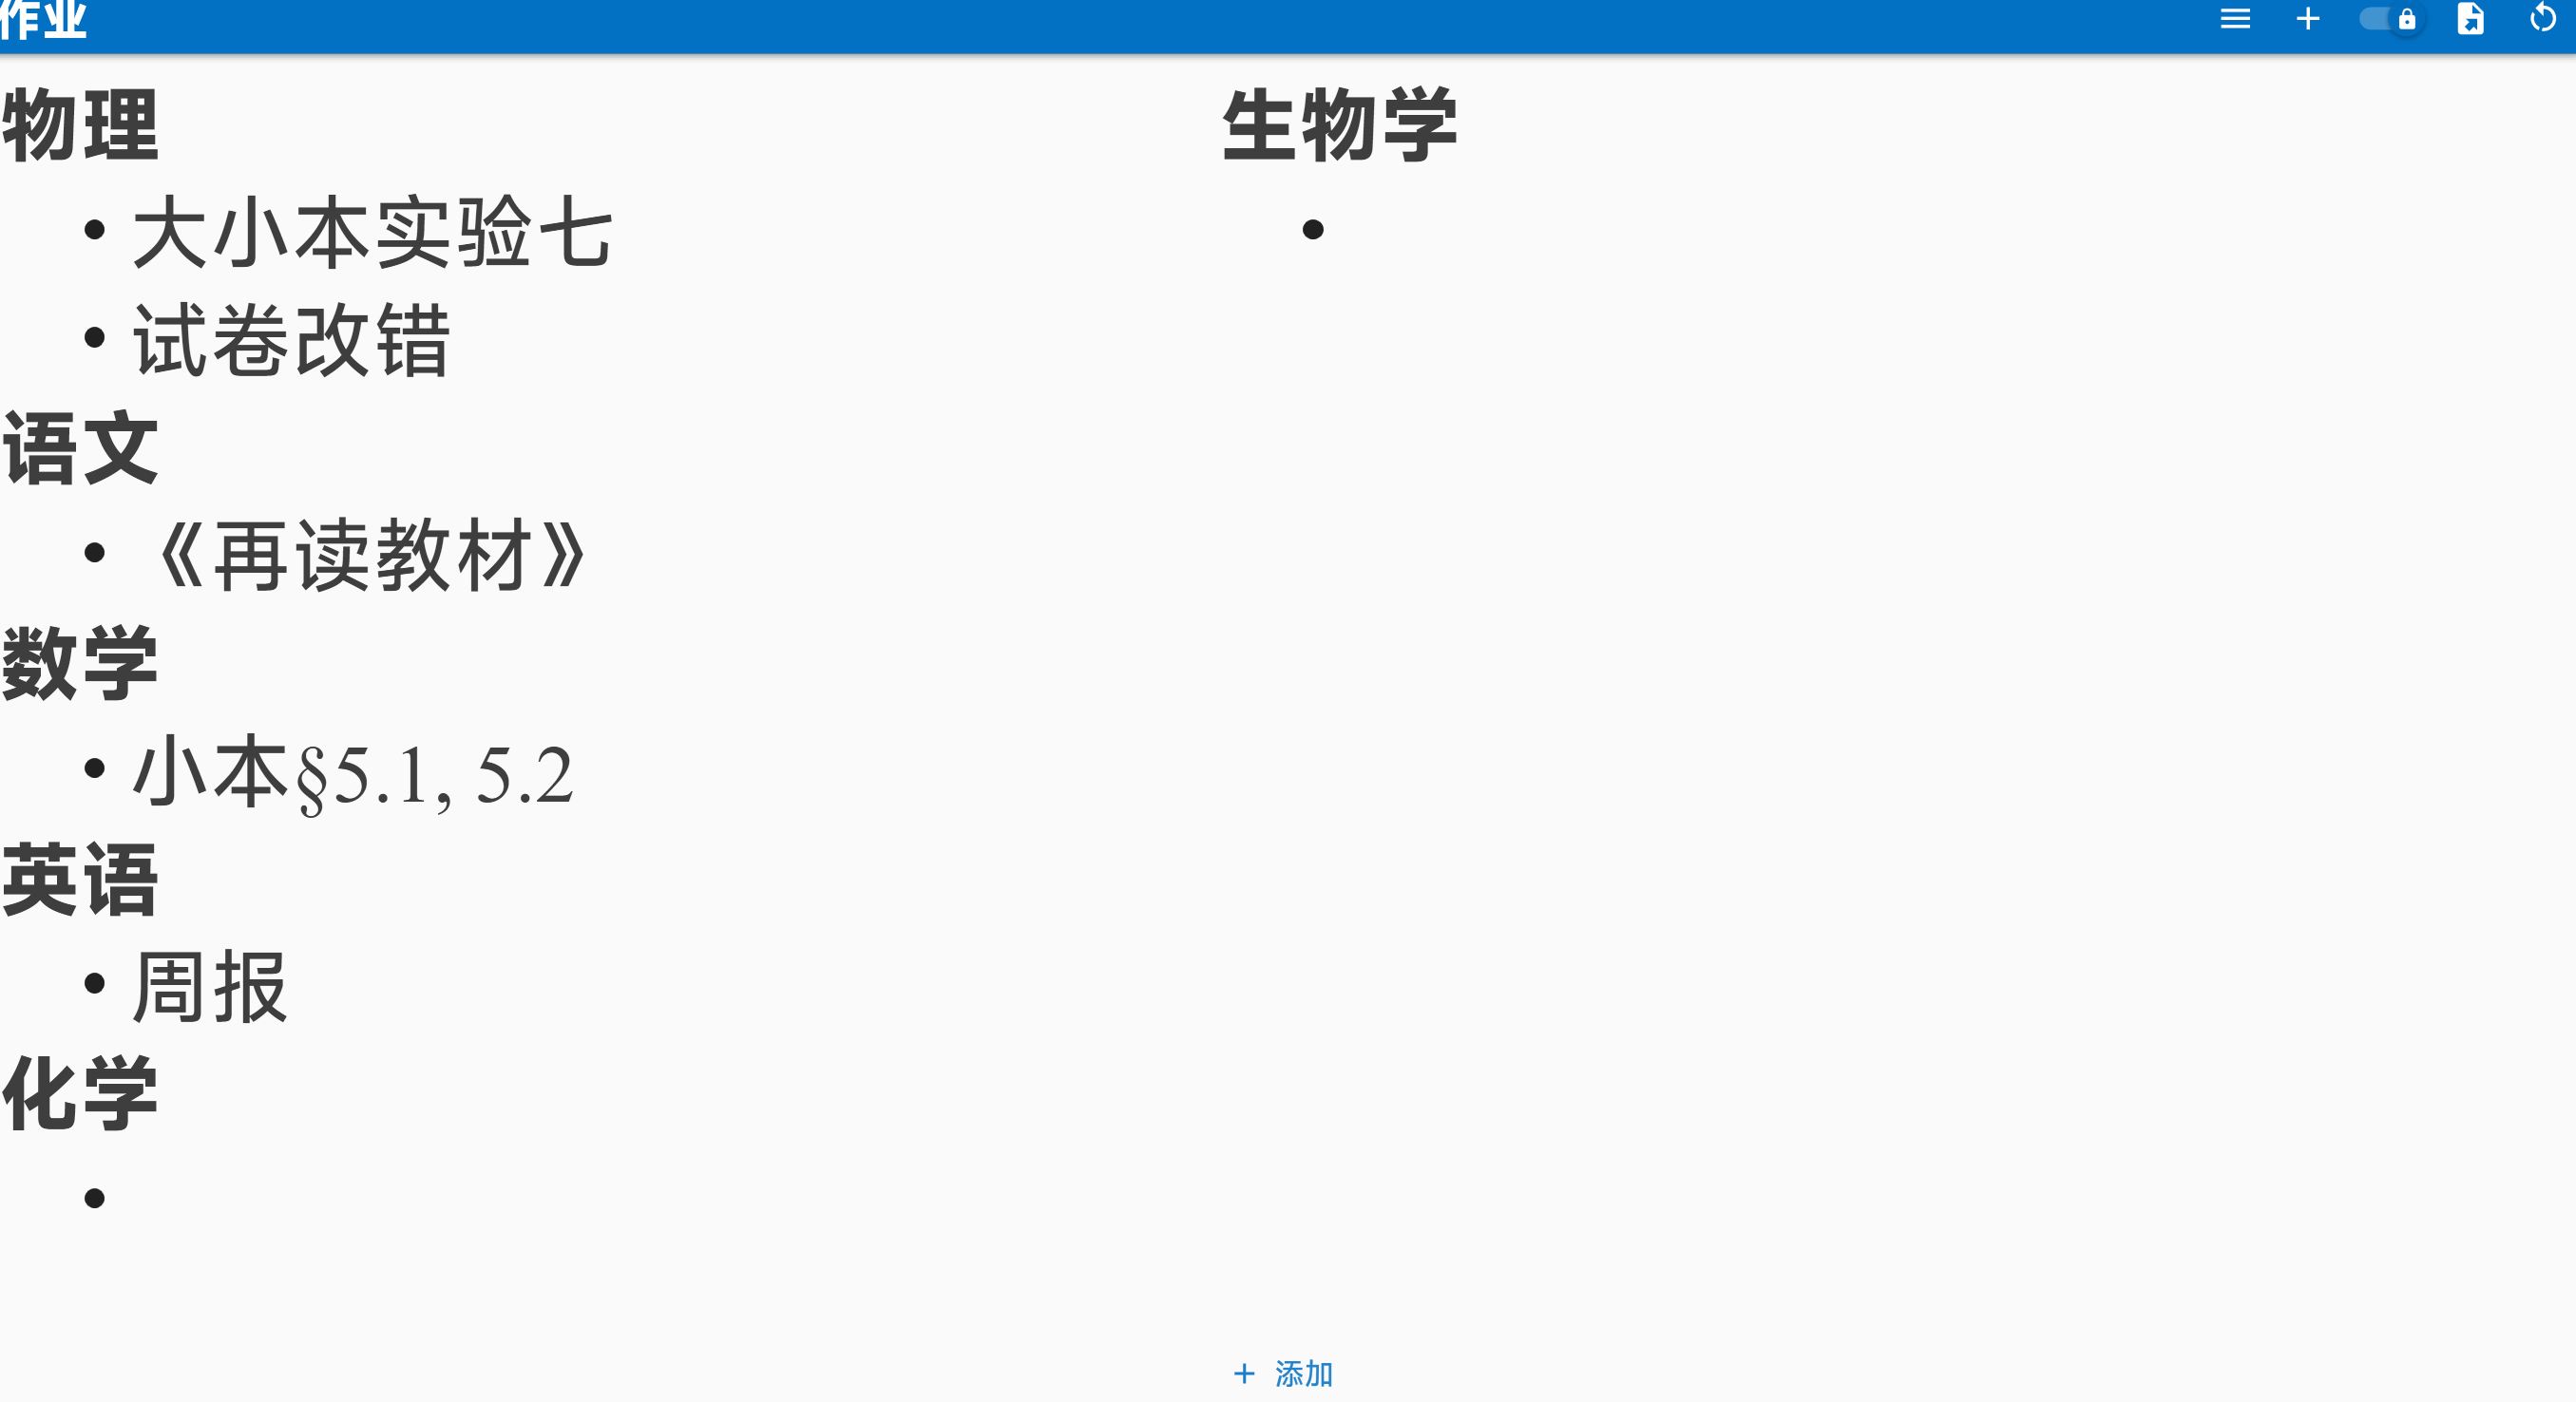 作业
物理
大小本实验七
试卷改错
语文
《再读教材》
数学
小本§5.1, 5.2
英语
周报
化学
生物学
添加